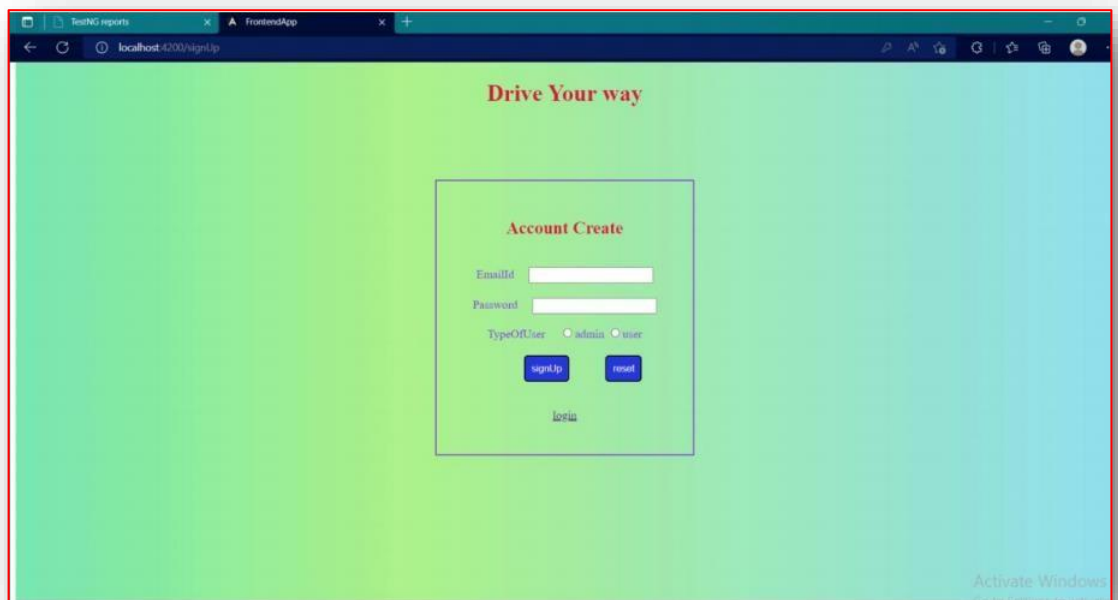 TestNG reports
FrontendApp
localhost:4200/signUp
Drive Your way
Account Create
EmailId
Password
TypeOfUser admin user
signUp reset
login
Activate Windows